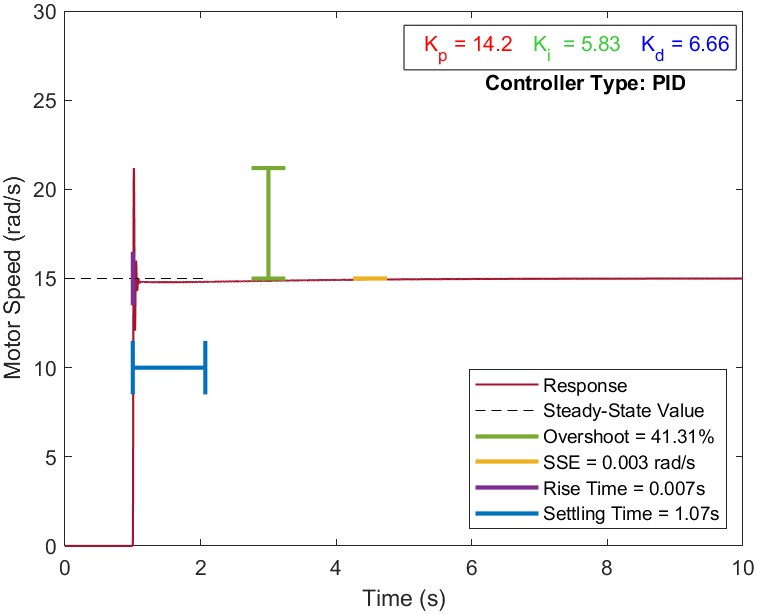 30
25
20
15
10
5
0
Motor Speed (rad/s)
Kp = 14.2 Ki = 5.83 Kd = 6.66
Controller Type: PID
Response
Steady-State Value
Overshoot = 41.31%
SSE = 0.003 rad/s
Rise Time = 0.007s
Settling Time = 1.07s
0 2 4 6 8 10
Time (s)